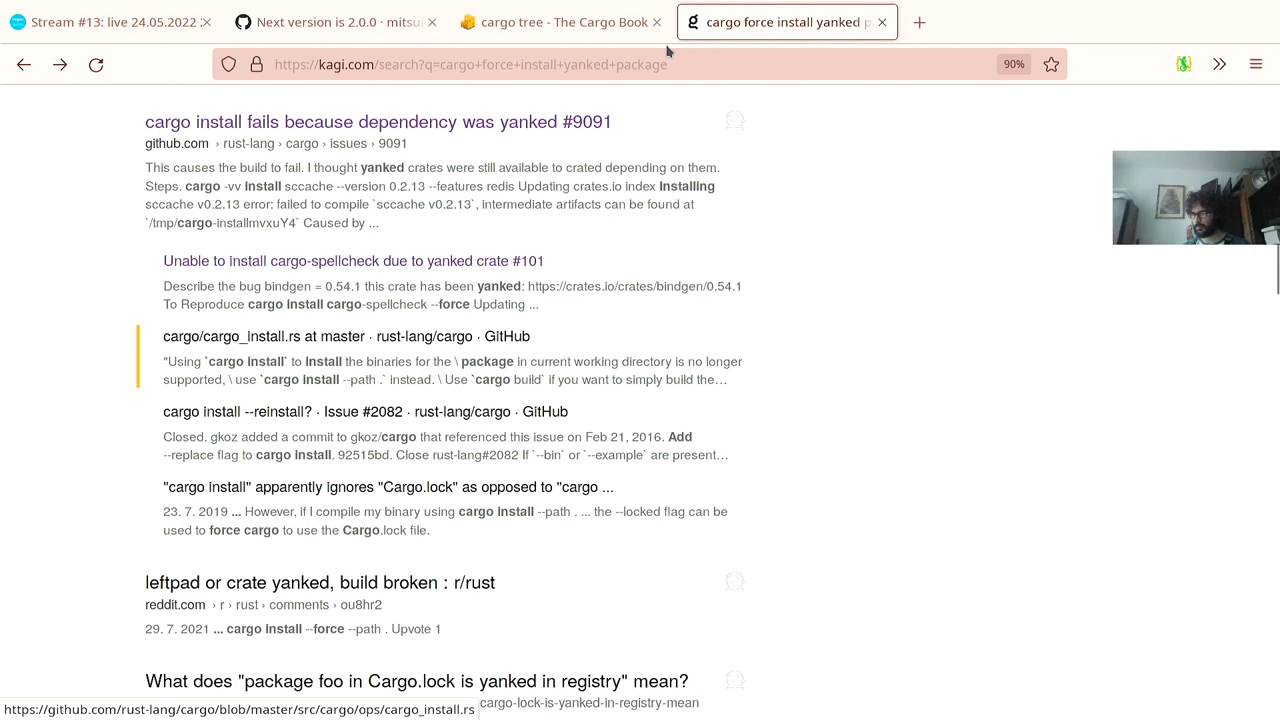 Stream #13: live 24.05.2022
Next version is 2.0.0 · mitsu
cargo tree - The Cargo Book
cargo force install yanked p
https://kagi.com/search?q=cargo+force+install+yanked+package
90%
cargo install fails because dependency was yanked #9091
github.com › rust-lang › cargo › issues › 9091
This causes the build to fail. I thought yanked crates were still available to crated depending on them.
Steps. cargo -vv install sccache --version 0.2.13 --features redis Updating crates.io index Installing
sccache v0.2.13 error: failed to compile `sccache v0.2.13`, intermediate artifacts can be found at
`/tmp/cargo-installmvxuY4` Caused by ...
Unable to install cargo-spellcheck due to yanked crate #101
Describe the bug bindgen = 0.54.1 this crate has been yanked: https://crates.io/crates/bindgen/0.54.1
To Reproduce cargo install cargo-spellcheck --force Updating ...
cargo/cargo_install.rs at master · rust-lang/cargo · GitHub
"Using `cargo install` to install the binaries for the \ package in current working directory is no longer
supported, \ use `cargo install --path .` instead. \ Use `cargo build` if you want to simply build the…
cargo install --reinstall? · Issue #2082 · rust-lang/cargo · GitHub
Closed. gkoz added a commit to gkoz/cargo that referenced this issue on Feb 21, 2016. Add
--replace flag to cargo install. 92515bd. Close rust-lang#2082 If `--bin` or `--example` are present…
"cargo install" apparently ignores "Cargo.lock" as opposed to "cargo ...
23. 7. 2019 ... However, if I compile my binary using cargo install --path . ... the --locked flag can be
used to force cargo to use the Cargo.lock file.
leftpad or crate yanked, build broken : r/rust
reddit.com › r › rust › comments › ou8hr2
29. 7. 2021 ... cargo install --force --path . Upvote 1
What does "package foo in Cargo.lock is yanked in registry" mean?
cargo-lock-is-yanked-in-registry-mean
https://github.com/rust-lang/cargo/blob/master/src/cargo/ops/cargo_install.rs